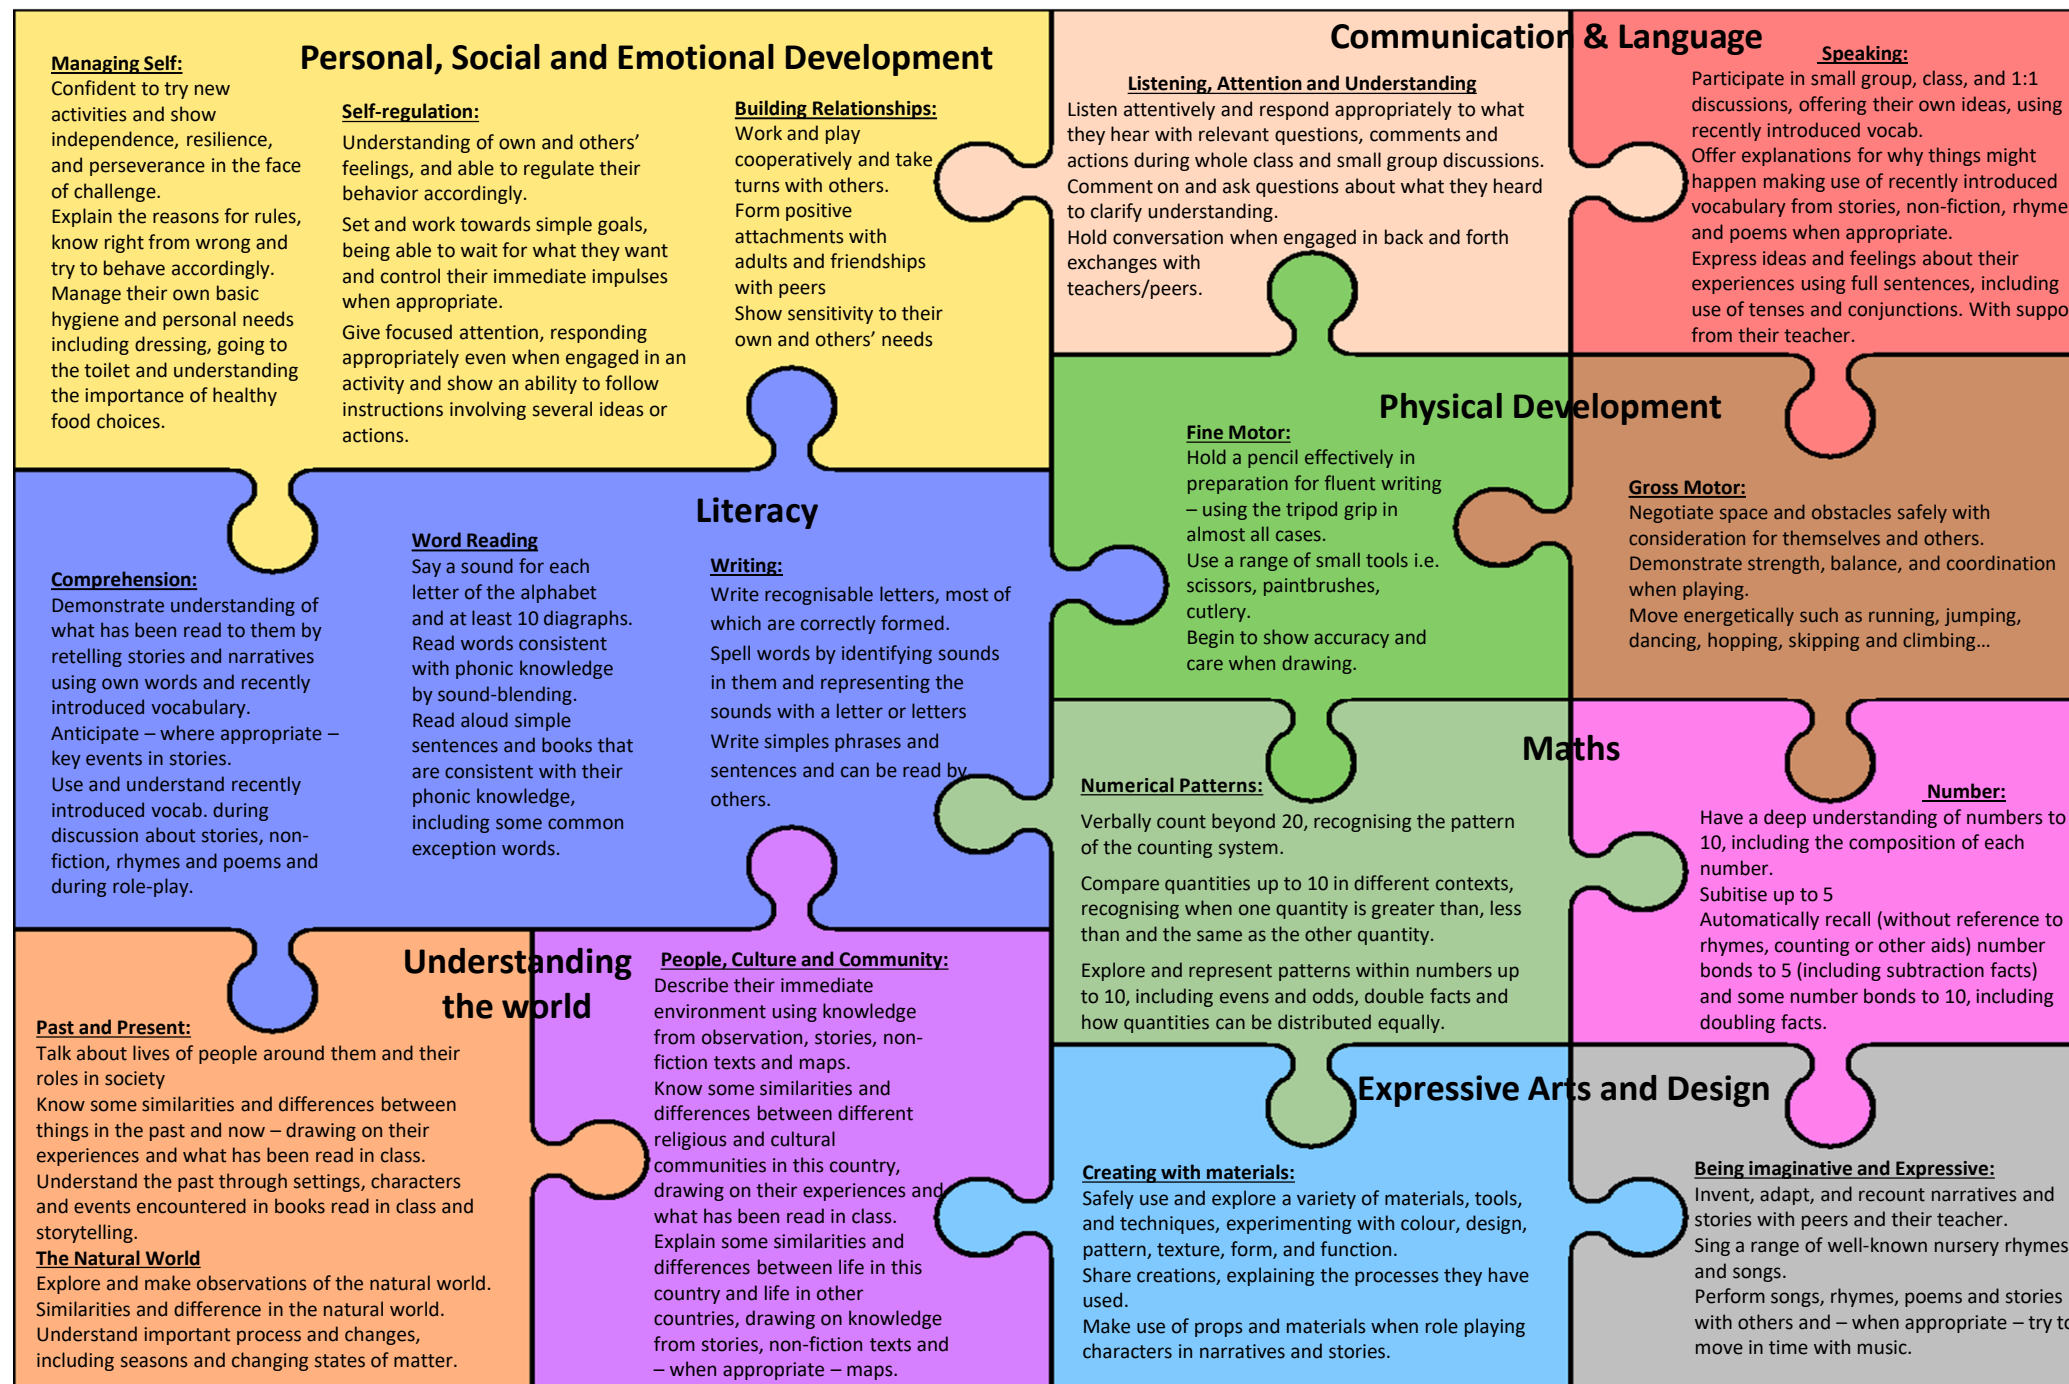 Personal, Social and Emotional Development
Managing Self:
Confident to try new
activities and show
independence, resilience,
and perseverance in the face
of challenge.
Explain the reasons for rules,
know right from wrong and
try to behave accordingly.
Manage their own basic
hygiene and personal needs
including dressing, going to
the toilet and understanding
the importance of healthy
food choices.
Self-regulation:
Understanding of own and others’
feelings, and able to regulate their
behavior accordingly.
Set and work towards simple goals,
being able to wait for what they want
and control their immediate impulses
when appropriate.
Give focused attention, responding
appropriately even when engaged in an
activity and show an ability to follow
instructions involving several ideas or
actions.
Building Relationships:
Work and play
cooperatively and take
turns with others.
Form positive
attachments with
adults and friendships
with peers
Show sensitivity to their
own and others’ needs
Communication & Language
Listening, Attention and Understanding
Listen attentively and respond appropriately to what
they hear with relevant questions, comments and
actions during whole class and small group discussions.
Comment on and ask questions about what they heard
to clarify understanding.
Hold conversation when engaged in back and forth
exchanges with
teachers/peers.
Speaking:
Participate in small group, class, and 1:1
discussions, offering their own ideas, using
recently introduced vocab.
Offer explanations for why things might
happen making use of recently introduced
vocabulary from stories, non-fiction, rhyme
and poems when appropriate.
Express ideas and feelings about their
experiences using full sentences, including
use of tenses and conjunctions. With suppo
from their teacher.
Literacy
Comprehension:
Demonstrate understanding of
what has been read to them by
retelling stories and narratives
using own words and recently
introduced vocabulary.
Anticipate – where appropriate –
key events in stories.
Use and understand recently
introduced vocab. during
discussion about stories, non-
fiction, rhymes and poems and
during role-play.
Word Reading
Say a sound for each
letter of the alphabet
and at least 10 diagraphs.
Read words consistent
with phonic knowledge
by sound-blending.
Read aloud simple
sentences and books that
are consistent with their
phonic knowledge,
including some common
exception words.
Writing:
Write recognisable letters, most of
which are correctly formed.
Spell words by identifying sounds
in them and representing the
sounds with a letter or letters
Write simples phrases and
sentences and can be read by
others.
Physical Development
Fine Motor:
Hold a pencil effectively in
preparation for fluent writing
– using the tripod grip in
almost all cases.
Use a range of small tools i.e.
scissors, paintbrushes,
cutlery.
Begin to show accuracy and
care when drawing.
Gross Motor:
Negotiate space and obstacles safely with
consideration for themselves and others.
Demonstrate strength, balance, and coordination
when playing.
Move energetically such as running, jumping,
dancing, hopping, skipping and climbing…
Maths
Numerical Patterns:
Verbally count beyond 20, recognising the pattern
of the counting system.
Compare quantities up to 10 in different contexts,
recognising when one quantity is greater than, less
than and the same as the other quantity.
Explore and represent patterns within numbers up
to 10, including evens and odds, double facts and
how quantities can be distributed equally.
Number:
Have a deep understanding of numbers to
10, including the composition of each
number.
Subitise up to 5
Automatically recall (without reference to
rhymes, counting or other aids) number
bonds to 5 (including subtraction facts)
and some number bonds to 10, including
doubling facts.
Understanding
the world
Past and Present:
Talk about lives of people around them and their
roles in society
Know some similarities and differences between
things in the past and now – drawing on their
experiences and what has been read in class.
Understand the past through settings, characters
and events encountered in books read in class and
storytelling.
The Natural World
Explore and make observations of the natural world.
Similarities and difference in the natural world.
Understand important process and changes,
including seasons and changing states of matter.
People, Culture and Community:
Describe their immediate
environment using knowledge
from observation, stories, non-
fiction texts and maps.
Know some similarities and
differences between different
religious and cultural
communities in this country,
drawing on their experiences and
what has been read in class.
Explain some similarities and
differences between life in this
country and life in other
countries, drawing on knowledge
from stories, non-fiction texts and
– when appropriate – maps.
Expressive Arts and Design
Creating with materials:
Safely use and explore a variety of materials, tools,
and techniques, experimenting with colour, design,
pattern, texture, form, and function.
Share creations, explaining the processes they have
used.
Make use of props and materials when role playing
characters in narratives and stories.
Being imaginative and Expressive:
Invent, adapt, and recount narratives and
stories with peers and their teacher.
Sing a range of well-known nursery rhymes
and songs.
Perform songs, rhymes, poems and stories
with others and – when appropriate – try to
move in time with music.